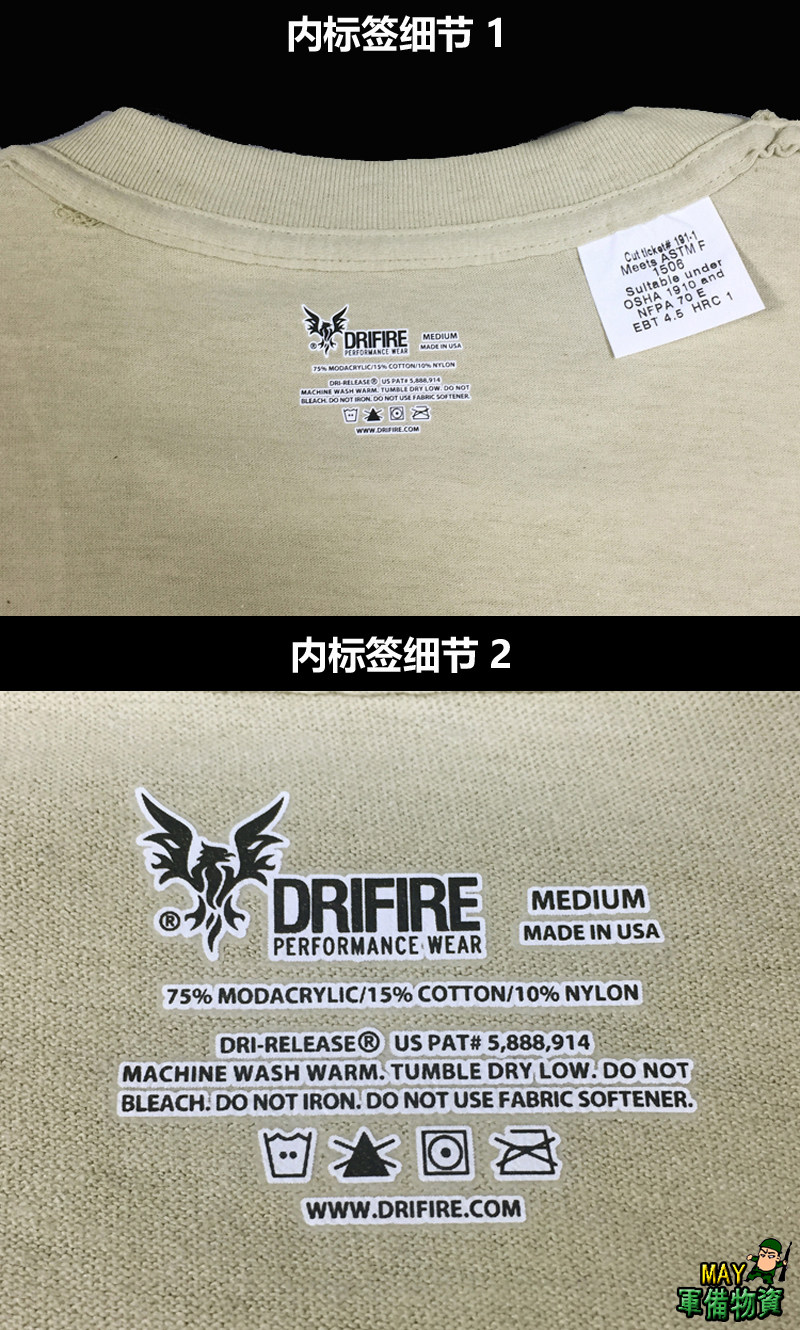 内标签细节 1
Cut ticket# 191-1
Meets ASTM F
1506
Suitable under
OSHA 1910 and
NFPA 70 E
EBT 4.5 HRC 1
® DRIFIRE
PERFORMANCE WEAR
MEDIUM
MADE IN USA
75% MODACRYLIC/15% COTTON/10% NYLON
DRI-RELEASE® US PAT# 5,888,914
MACHINE WASH WARM. TUMBLE DRY LOW. DO NOT
BLEACH. DO NOT IRON. DO NOT USE FABRIC SOFTENER.
WWW.DRIFIRE.COM
内标签细节 2
® DRIFIRE
PERFORMANCE WEAR
MEDIUM
MADE IN USA
75% MODACRYLIC/15% COTTON/10% NYLON
DRI-RELEASE® US PAT# 5,888,914
MACHINE WASH WARM. TUMBLE DRY LOW. DO NOT
BLEACH. DO NOT IRON. DO NOT USE FABRIC SOFTENER.
WWW.DRIFIRE.COM
MAY
軍備物資